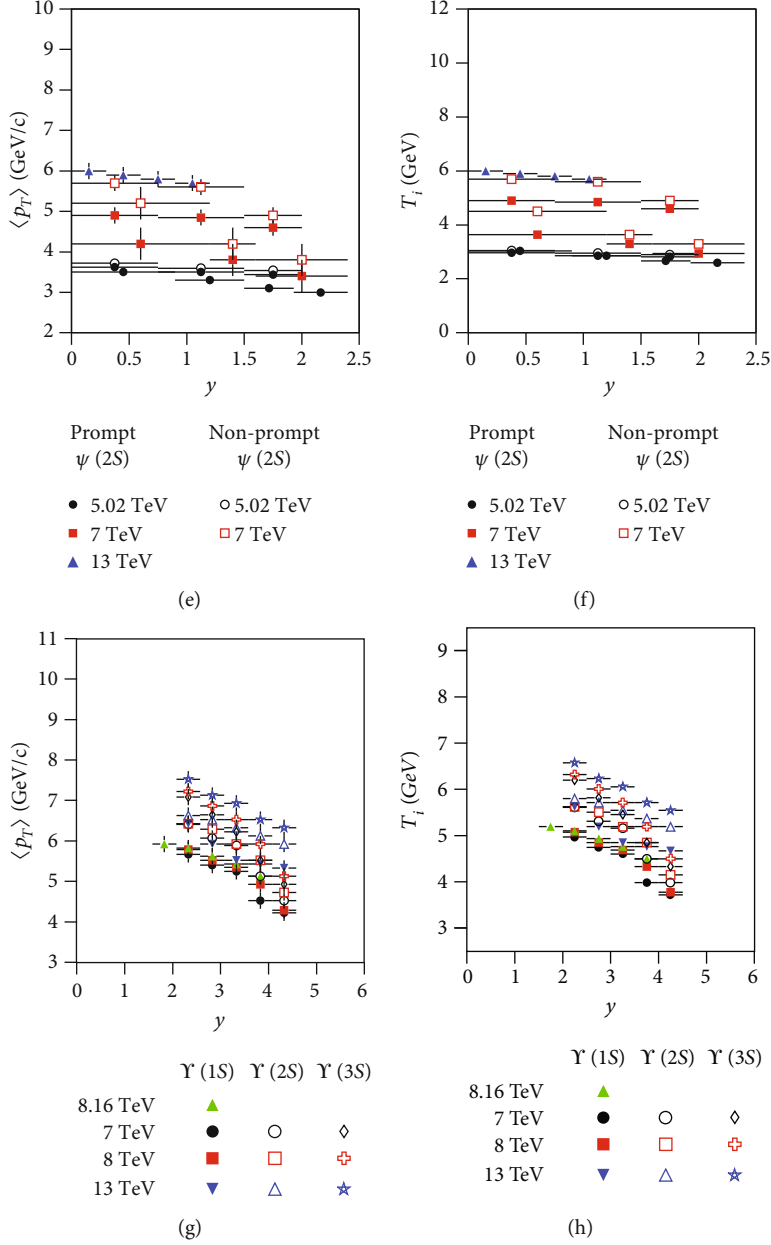 10
9
8
7
6
5
4
3
2
⟨p_T⟩ (GeV/c)
0 0.5 1 1.5 2 2.5
y
Prompt Non-prompt
ψ (2S) ψ (2S)
5.02 TeV 5.02 TeV
7 TeV 7 TeV
13 TeV
(e)
12
10
8
6
4
2
0
T_i (GeV)
0 0.5 1 1.5 2 2.5
y
Prompt Non-prompt
ψ (2S) ψ (2S)
5.02 TeV 5.02 TeV
7 TeV 7 TeV
13 TeV
(f)
11
10
9
8
7
6
5
4
3
⟨p_T⟩ (GeV/c)
0 1 2 3 4 5 6
y
ϒ (1S) ϒ (2S) ϒ (3S)
8.16 TeV
7 TeV
8 TeV
13 TeV
(g)
9
8
7
6
5
4
3
T_i (GeV)
0 1 2 3 4 5 6
y
ϒ (1S) ϒ (2S) ϒ (3S)
8.16 TeV
7 TeV
8 TeV
13 TeV
(h)